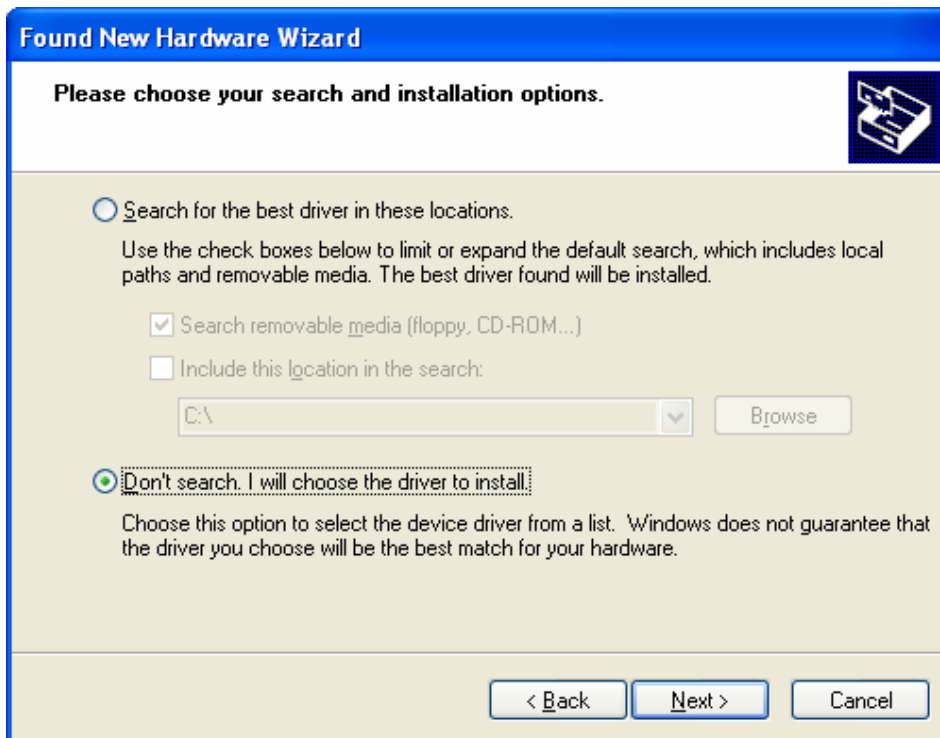 Found New Hardware Wizard
Please choose your search and installation options.
Search for the best driver in these locations.
Use the check boxes below to limit or expand the default search, which includes local
paths and removable media. The best driver found will be installed.
Search removable media (floppy, CD-ROM...)
Include this location in the search:
C:\
Browse
Don't search. I will choose the driver to install.
Choose this option to select the device driver from a list. Windows does not guarantee that
the driver you choose will be the best match for your hardware.
< Back
Next >
Cancel